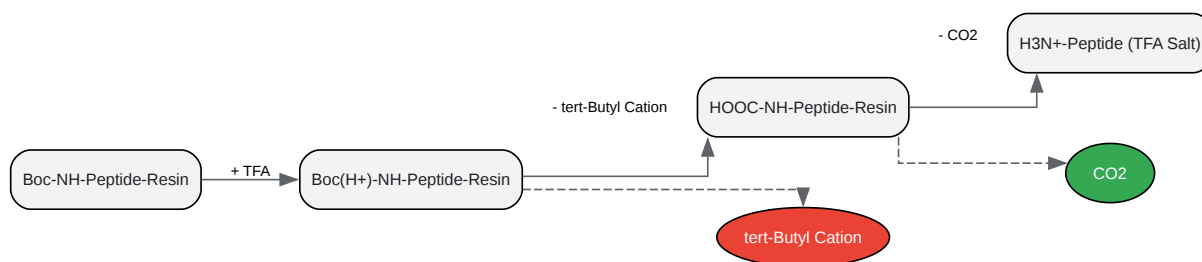 - CO2
H3N+-Peptide (TFA Salt)
- tert-Butyl Cation
HOOC-NH-Peptide-Resin
Boc-NH-Peptide-Resin
+ TFA
Boc(H+)-NH-Peptide-Resin
CO2
tert-Butyl Cation